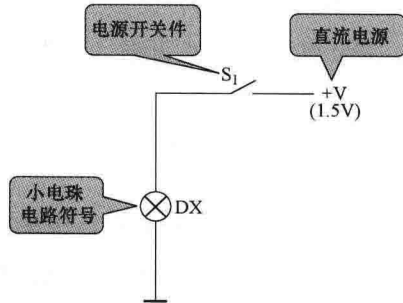 电源开关件
直流电源
S1
+V
(1.5V)
小电珠
电路符号
DX